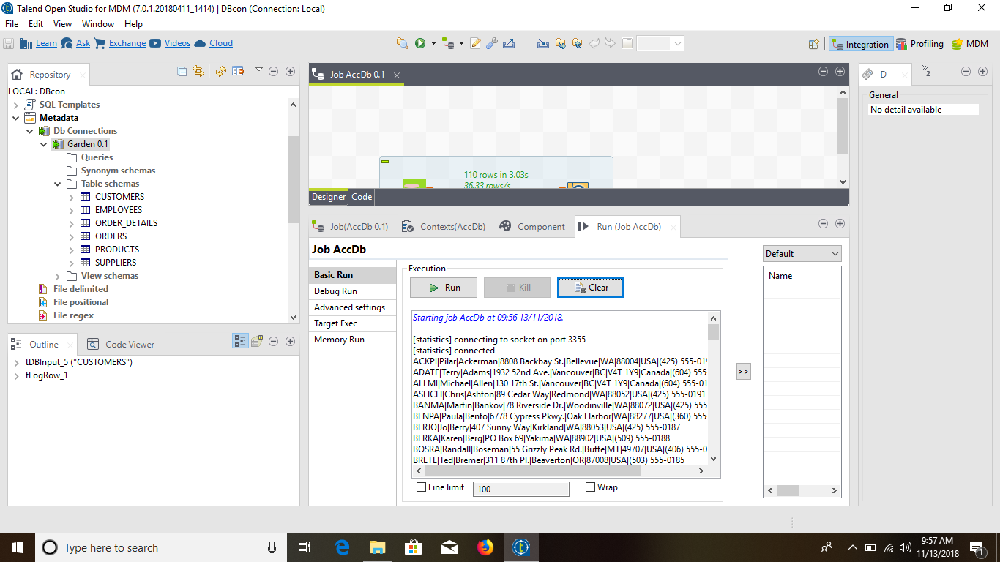 Talend Open Studio for MDM (7.0.1.20180411_1414) | DBcon (Connection: Local)
File Edit View Window Help
Learn Ask Exchange Videos Cloud
Integration Profiling MDM
Repository
LOCAL: DBcon
SQL Templates
Metadata
Db Connections
Garden 0.1
Queries
Synonym schemas
Table schemas
CUSTOMERS
EMPLOYEES
ORDER_DETAILS
ORDERS
PRODUCTS
SUPPLIERS
View schemas
File delimited
File positional
File regex
Outline Code Viewer
tDBInput_5 ("CUSTOMERS")
tLogRow_1
Job AccDb 0.1
110 rows in 3.03s
36.33 rows/s
Designer Code
Job(AccDb 0.1) Contexts(AccDb) Component Run (Job AccDb)
Job AccDb
Basic Run
Debug Run
Advanced settings
Target Exec
Memory Run
Execution
Run Kill Clear
Starting job AccDb at 09:56 13/11/2018.
[statistics] connecting to socket on port 3355
[statistics] connected
ACKPI|Pilar|Ackerman|8808 Backbay St.|Bellevue|WA|88004|USA|(425) 555-019
ADATE|Terry|Adams|1932 52nd Ave.|Vancouver|BC|V4T 1Y9|Canada|(604) 555-
ALLMI|Michael|Allen|130 17th St.|Vancouver|BC|V4T 1Y9|Canada|(604) 555-01
ASHCH|Chris|Ashton|89 Cedar Way|Redmond|WA|88052|USA|(425) 555-0191
BANMA|Martin|Bankov|78 Riverside Dr.|Woodinville|WA|88072|USA|(425) 555
BENPA|Paula|Bento|6778 Cypress Pkwy.|Oak Harbor|WA|88277|USA|(360) 555
BERJO|Jo|Berry|407 Sunny Way|Kirkland|WA|88053|USA|(425) 555-0187
BERKA|Karen|Berg|PO Box 69|Yakima|WA|88902|USA|(509) 555-0188
BOSRA|Randall|Boseman|55 Grizzly Peak Rd.|Butte|MT|49707|USA|(406) 555-0
BRETE|Ted|Bremer|311 87th Pl.|Beaverton|OR|87008|USA|(503) 555-0185
Line limit 100 Wrap
>>
Default
Name
D
»2
General
No detail available
Type here to search
9:57 AM
11/13/2018
1